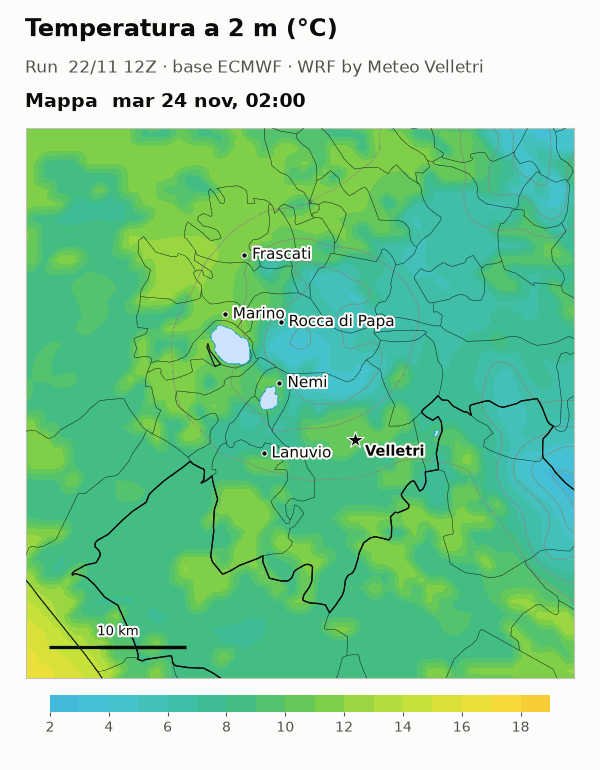 Temperatura a 2 m (°C)
Run  22/11 12Z · base ECMWF · WRF by Meteo Velletri
Mappa  mar 24 nov, 02:00
Frascati
Marino
Rocca di Papa
Nemi
Velletri
Lanuvio
10 km
2 4 6 8 10 12 14 16 18